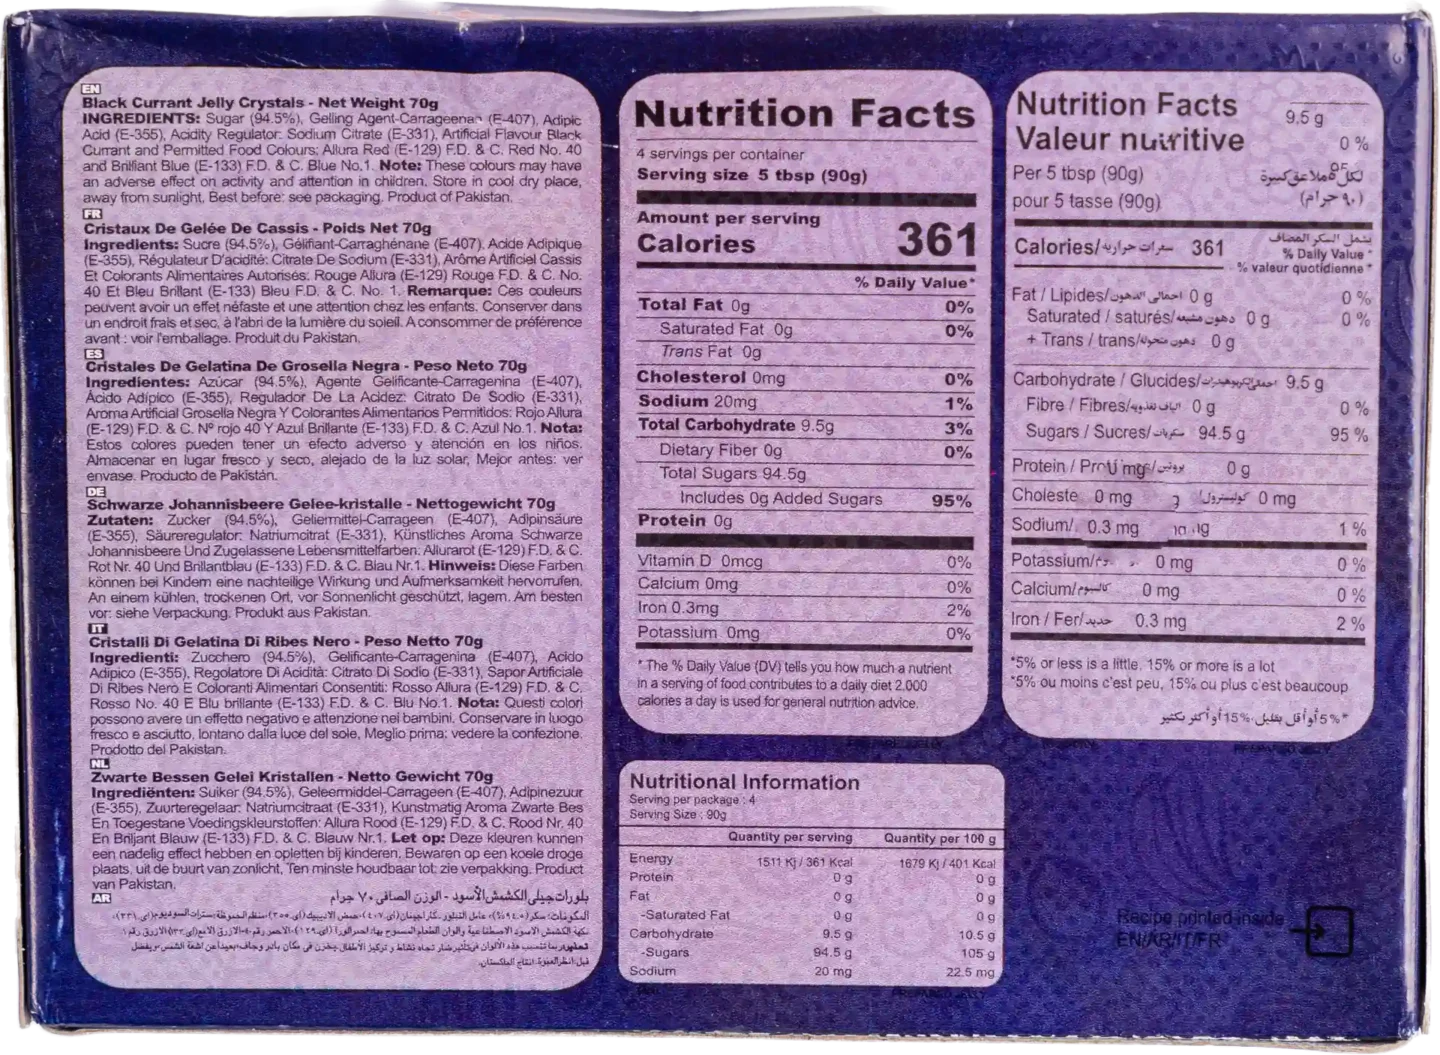 EN
Black Currant Jelly Crystals - Net Weight 70g
INGREDIENTS: Sugar (94.5%), Gelling Agent-Carrageenan (E-407), Adipic
Acid (E-355), Acidity Regulator: Sodium Citrate (E-331), Artificial Flavour Black
Currant and Permitted Food Colours: Allura Red (E-129) F.D. & C. Red No. 40
and Brilliant Blue (E-133) F.D. & C. Blue No.1. Note: These colours may have
an adverse effect on activity and attention in children. Store in cool dry place,
away from sunlight, Best before: see packaging. Product of Pakistan.
FR
Cristaux De Gelée De Cassis - Poids Net 70g
Ingredients: Sucre (94.5%), Gélifiant-Carraghénane (E-407), Acide Adipique
(E-355), Régulateur D'acidité: Citrate De Sodium (E-331), Arôme Artificiel Cassis
Et Colorants Alimentaires Autorisés: Rouge Allura (E-129) Rouge F.D. & C. No.
40 Et Bleu Brillant (E-133) Bleu F.D. & C. No. 1. Remarque: Ces couleurs
peuvent avoir un effet néfaste et une attention chez les enfants. Conserver dans
un endroit frais et sec, à l'abri de la lumière du soleil. A consommer de préférence
avant : voir l'emballage. Produit du Pakistan.
ES
Cristales De Gelatina De Grosella Negra - Peso Neto 70g
Ingredientes: Azúcar (94.5%), Agente Gelificante-Carragenina (E-407),
Ácido Adípico (E-355), Regulador De La Acidez: Citrato De Sodio (E-331),
Aroma Artificial Grosella Negra Y Colorantes Alimentarios Permitidos: Rojo Allura
(E-129) F.D. & C. Nº rojo 40 Y Azul Brillante (E-133) F.D. & C. Azul No.1. Nota:
Estos colores pueden tener un efecto adverso y atención en los niños.
Almacenar en lugar fresco y seco, alejado de la luz solar, Mejor antes: ver
envase. Producto de Pakistán.
DE
Schwarze Johannisbeere Gelee-kristalle - Nettogewicht 70g
Zutaten: Zucker (94.5%), Geliermittel-Carrageen (E-407), Adipinsäure
(E-355), Säureregulator: Natriumcitrat (E-331), Künstliches Aroma Schwarze
Johannisbeere Und Zugelassene Lebensmittelfarben: Allurarot (E-129) F.D. & C.
Rot Nr. 40 Und Brillantblau (E-133) F.D. & C. Blau Nr.1. Hinweis: Diese Farben
können bei Kindern eine nachteilige Wirkung und Aufmerksamkeit hervorrufen.
An einem kühlen, trockenen Ort, vor Sonnenlicht geschützt, lagern. Am besten
vor: siehe Verpackung. Produkt aus Pakistan.
IT
Cristalli Di Gelatina Di Ribes Nero - Peso Netto 70g
Ingredienti: Zucchero (94.5%), Gelificante-Carragenina (E-407), Acido
Adipico (E-355), Regolatore Di Acidità: Citrato Di Sodio (E-331), Sapor Artificiale
Di Ribes Nero E Coloranti Alimentari Consentiti: Rosso Allura (E-129) F.D. & C.
Rosso No. 40 E Blu brillante (E-133) F.D. & C. Blu No.1. Nota: Questi colori
possono avere un effetto negativo e attenzione nei bambini. Conservare in luogo
fresco e asciutto, lontano dalla luce del sole, Meglio prima: vedere la confezione.
Prodotto del Pakistan.
NL
Zwarte Bessen Gelei Kristallen - Netto Gewicht 70g
Ingrediënten: Suiker (94.5%), Geleermiddel-Carrageen (E-407), Adipinezuur
(E-355), Zuurteregelaar: Natriumcitraat (E-331), Kunstmatig Aroma Zwarte Bes
En Toegestane Voedingskleurstoffen: Allura Rood (E-129) F.D. & C. Rood Nr. 40
En Briljant Blauw (E-133) F.D. & C. Blauw Nr.1. Let op: Deze kleuren kunnen
een nadelig effect hebben en opletten bij kinderen. Bewaren op een koele droge
plaats, uit de buurt van zonlicht, Ten minste houdbaar tot: zie verpakking. Product
van Pakistan.
AR
بلورات جيلي الكشمش الأسود - الوزن الصافي ٧٠ جرام
Nutrition Facts
4 servings per container
Serving size 5 tbsp (90g)
Amount per serving
Calories 361
% Daily Value*
Total Fat 0g 0%
Saturated Fat 0g 0%
Trans Fat 0g
Cholesterol 0mg 0%
Sodium 20mg 1%
Total Carbohydrate 9.5g 3%
Dietary Fiber 0g 0%
Total Sugars 94.5g
Includes 0g Added Sugars 95%
Protein 0g
Vitamin D 0mcg 0%
Calcium 0mg 0%
Iron 0.3mg 2%
Potassium 0mg 0%
* The % Daily Value (DV) tells you how much a nutrient
in a serving of food contributes to a daily diet 2,000
calories a day is used for general nutrition advice.
Nutritional Information
Serving per package : 4
Serving Size : 90g
Quantity per serving Quantity per 100 g
Energy 1511 Kj / 361 Kcal 1679 Kj / 401 Kcal
Protein 0 g 0 g
Fat 0 g 0 g
-Saturated Fat 0 g 0 g
Carborhydrate 9.5 g 10.5 g
-Sugars 94.5 g 105 g
Sodium 20 mg 22.5 mg
Nutrition Facts 9.5 g
Valeur nutritive 0 %
Per 5 tbsp (90g)
pour 5 tasse (90g) (٩٠ جرام)
Calories/سعرات حرارية 361
% Daily Value *
% valeur quotidienne *
Fat / Lipides/اجمالى الدهون 0 g 0 %
Saturated / saturés/دهون مشبعة 0 g 0 %
+ Trans / trans/دهون متحولة 0 g
Carbohydrate / Glucides/ 9.5 g
Fibre / Fibres/ 0 g 0 %
Sugars / Sucres/سكريات 94.5 g 95 %
Protein / 0 mg/بروتين 0 g
Choleste 0 mg كوليسترول 0 mg
Sodium/ 0.3 mg 1 %
Potassium/ 0 mg 0 %
Calcium/كالسيوم 0 mg 0 %
Iron / Fer/حديد 0.3 mg 2 %
*5% or less is a little, 15% or more is a lot
*5% ou moins c'est peu, 15% ou plus c'est beaucoup
*5% أو أقل يقليل، 15% أو أكثر بكثير
Recipe printed inside
EN/AR/IT/FR